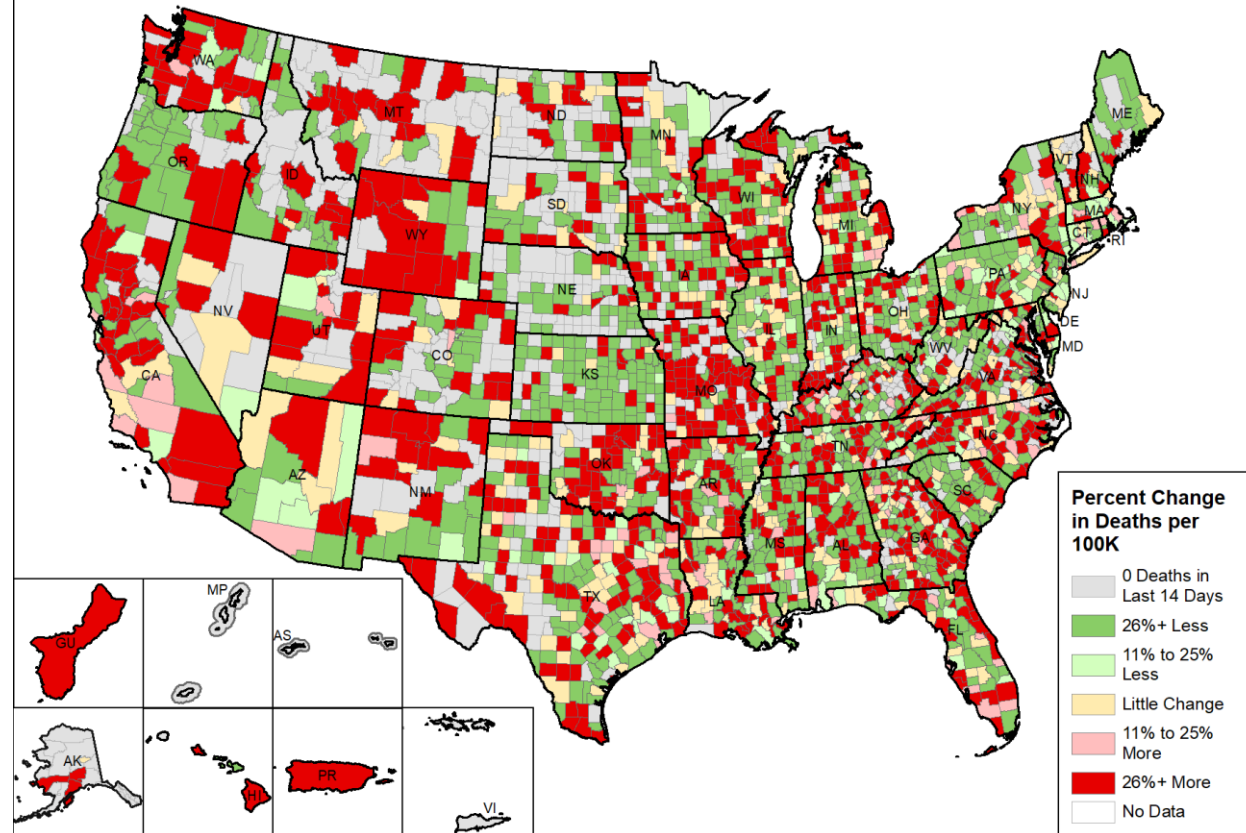 WA
MT
ND
MN
ME
OR
ID
SD
WI
VT
NH
NY
MA
CT
RI
WY
MI
IA
NE
PA
NJ
NV
UT
CO
IL
IN
OH
DE
MD
WV
CA
KS
MO
KY
VA
AZ
NM
OK
AR
TN
NC
SC
MS
AL
GA
TX
LA
FL
GU
MP
AS
AK
HI
PR
VI
Percent Change
in Deaths per
100K
0 Deaths in
Last 14 Days
26%+ Less
11% to 25%
Less
Little Change
11% to 25%
More
26%+ More
No Data